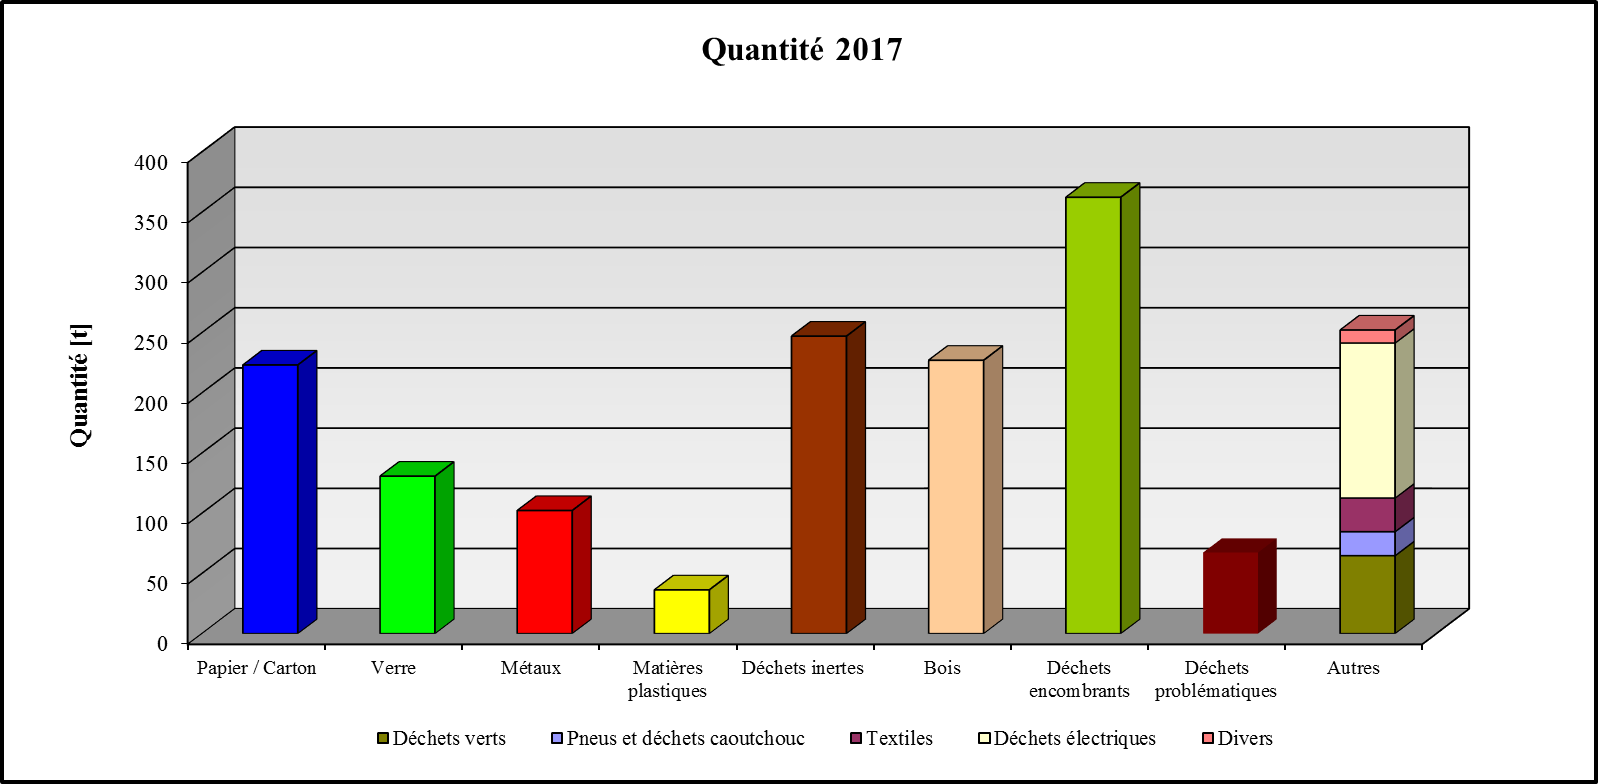 Quantité 2017
Quantité [t]
400
350
300
250
200
150
100
50
0
Papier / Carton
Verre
Métaux
Matières
plastiques
Déchets inertes
Bois
Déchets
encombrants
Déchets
problématiques
Autres
Déchets verts
Pneus et déchets caoutchouc
Textiles
Déchets électriques
Divers